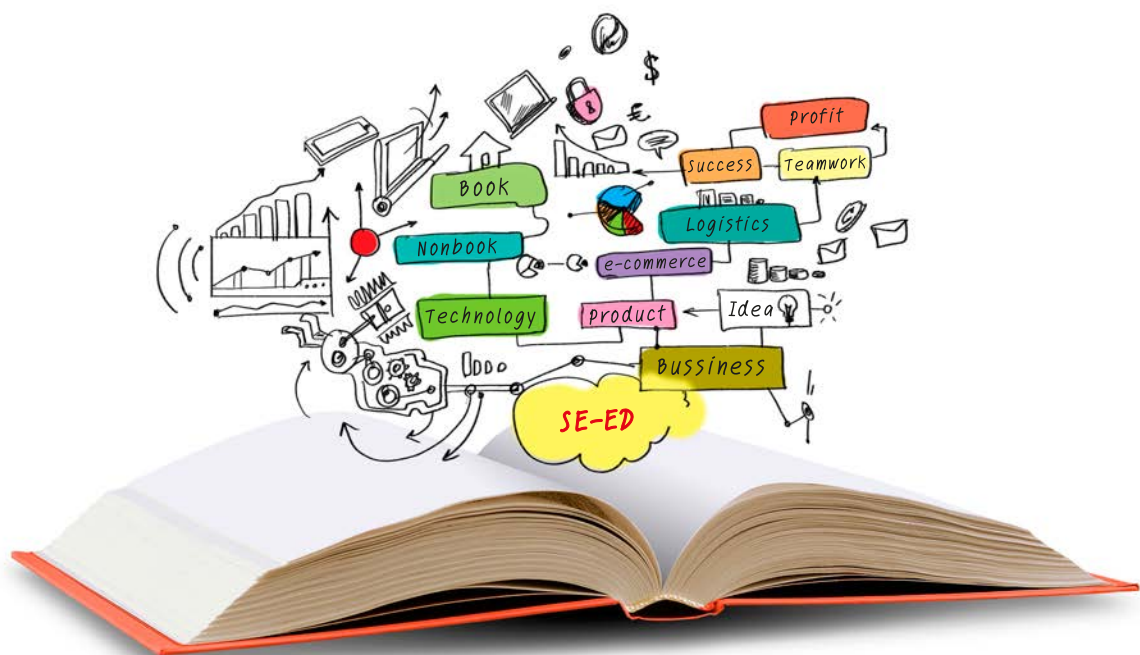 Profit
Success
Teamwork
Book
Logistics
Nonbook
e-commerce
Technology
Product
Idea
Bussiness
SE-ED
$
€